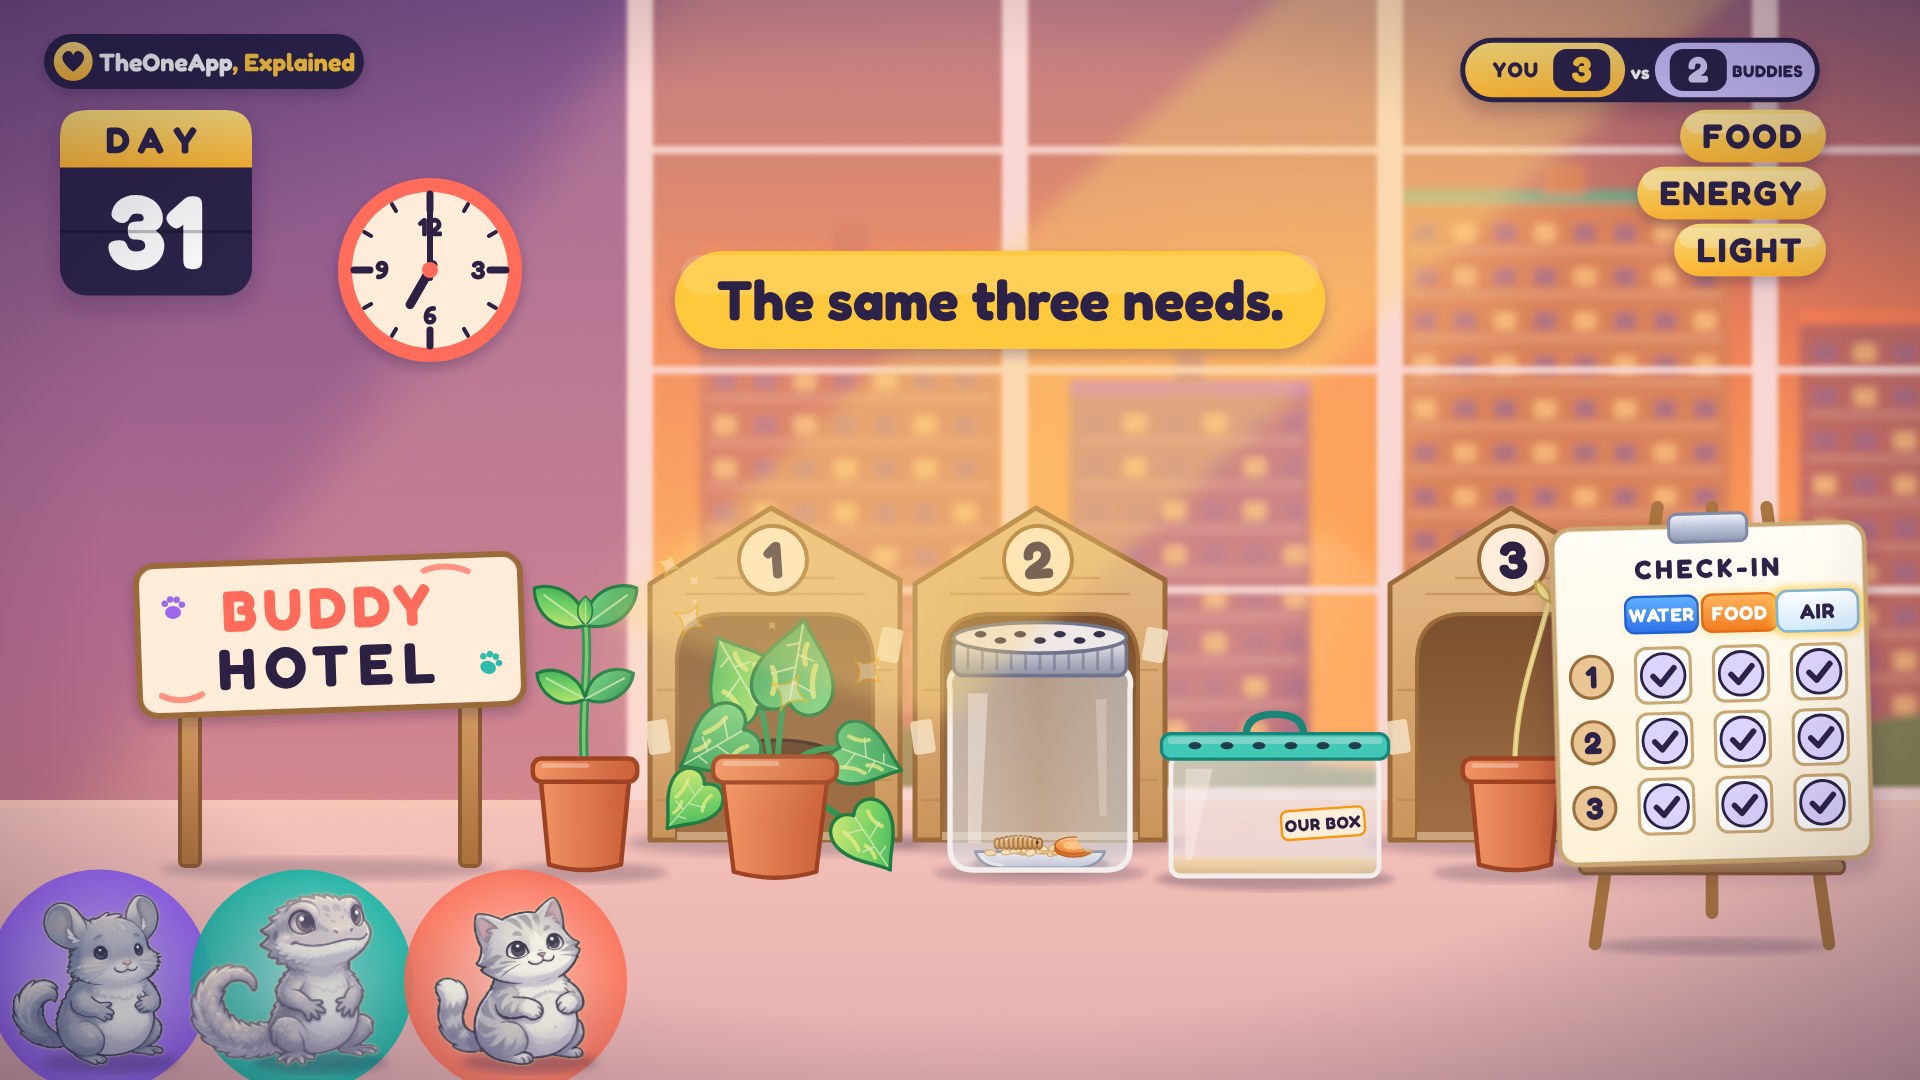 TheOneApp, Explained
YOU 3 vs 2 BUDDIES
DAY
31
FOOD
ENERGY
LIGHT
12
3
6
9
The same three needs.
BUDDY
HOTEL
1
2
3
OUR BOX
CHECK-IN
WATER FOOD AIR
1
2
3